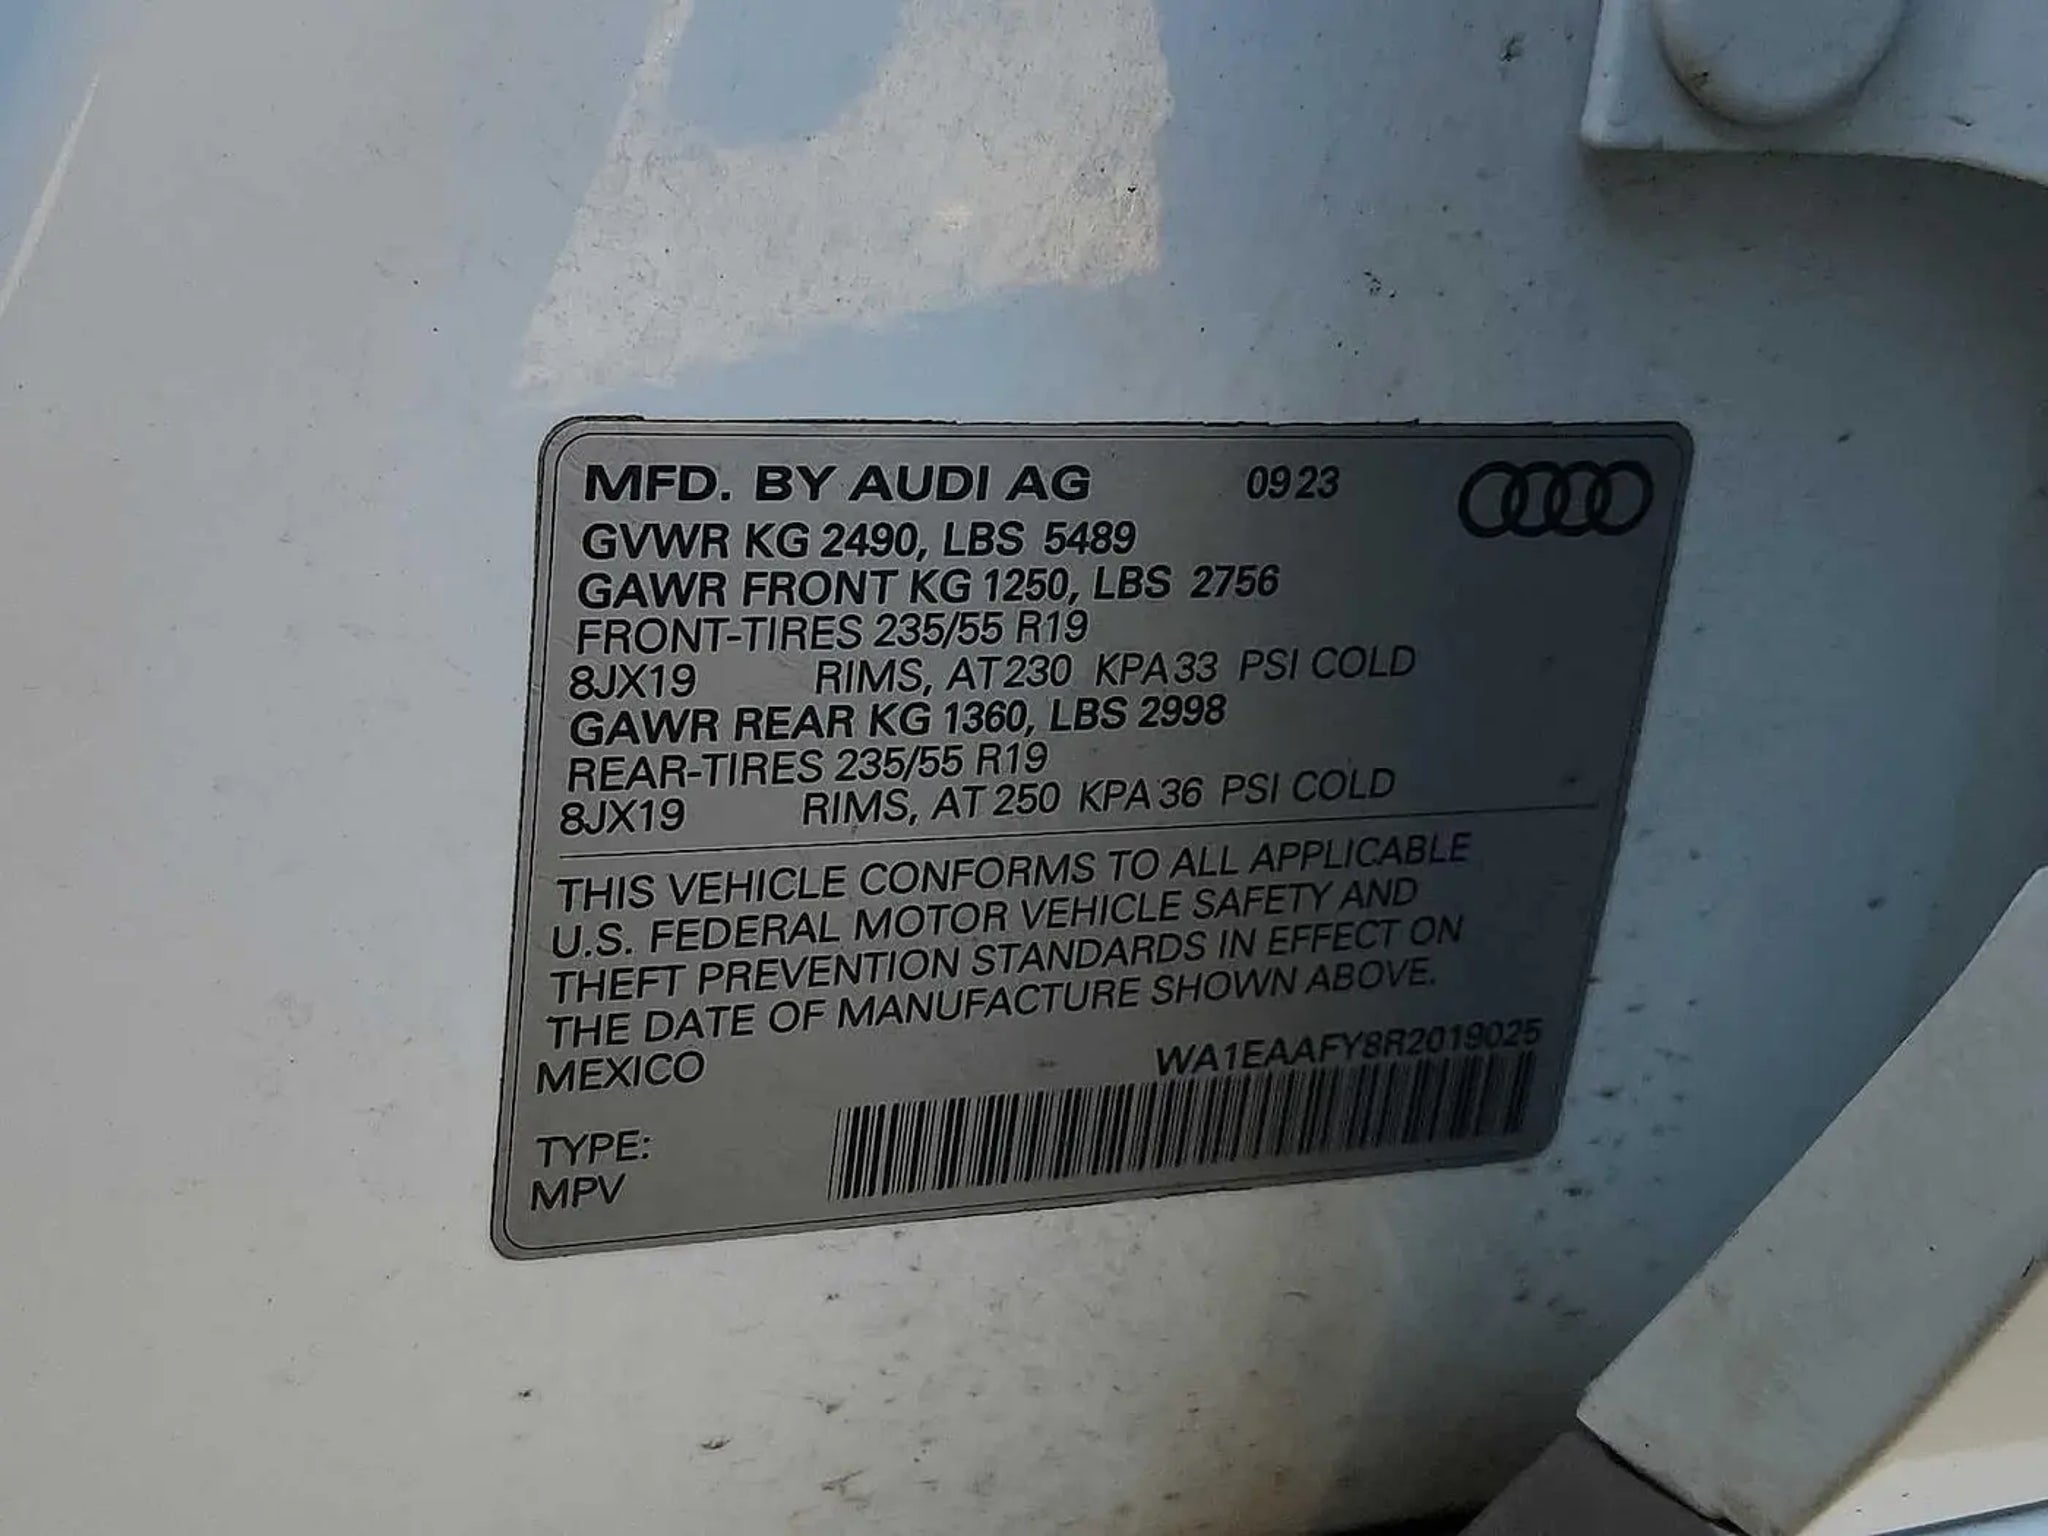 MFD. BY AUDI AG 09 23
GVWR KG 2490, LBS 5489
GAWR FRONT KG 1250, LBS 2756
FRONT-TIRES 235/55 R19
8JX19 RIMS, AT 230 KPA 33 PSI COLD
GAWR REAR KG 1360, LBS 2998
REAR-TIRES 235/55 R19
8JX19 RIMS, AT 250 KPA 36 PSI COLD
THIS VEHICLE CONFORMS TO ALL APPLICABLE
U.S. FEDERAL MOTOR VEHICLE SAFETY AND
THEFT PREVENTION STANDARDS IN EFFECT ON
THE DATE OF MANUFACTURE SHOWN ABOVE.
MEXICO WA1EAAFY8R2019025
TYPE:
MPV